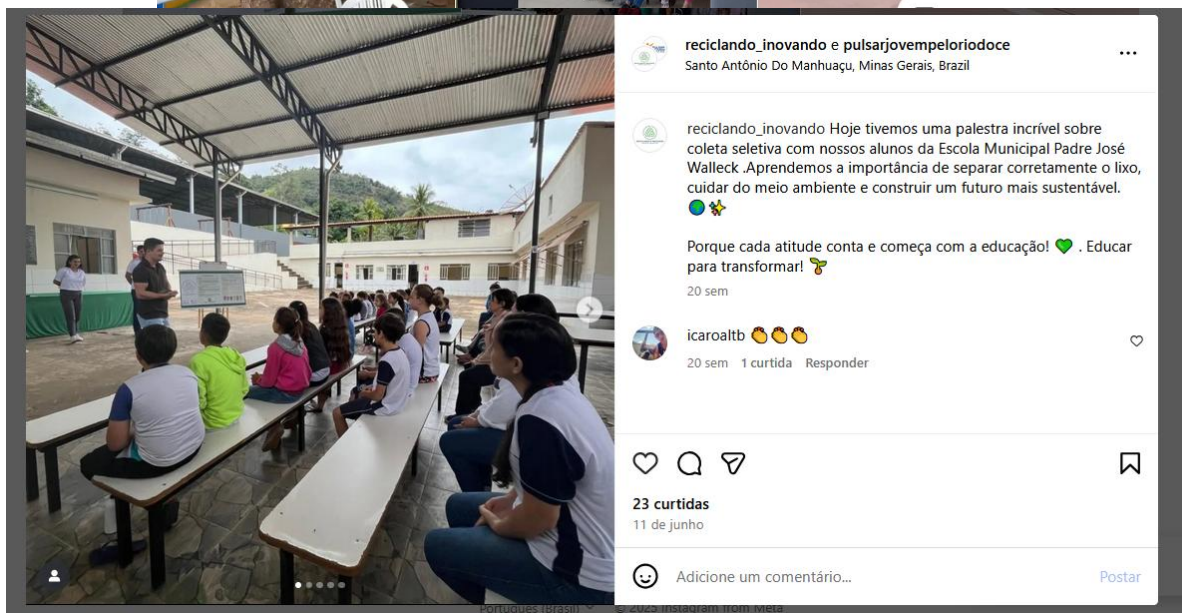 reciclando_inovando e pulsarjovempeloriodoce
Santo Antônio Do Manhuaçu, Minas Gerais, Brazil
reciclando_inovando Hoje tivemos uma palestra incrível sobre
coleta seletiva com nossos alunos da Escola Municipal Padre José
Walleck .Aprendemos a importância de separar corretamente o lixo,
cuidar do meio ambiente e construir um futuro mais sustentável.
🌎✨
Porque cada atitude conta e começa com a educação! 💚 . Educar
para transformar! 🌱
20 sem
icaroaltb 👏👏👏
20 sem 1 curtida Responder
23 curtidas
11 de junho
Adicione um comentário... Postar
Português (Brasil) © 2025 Instagram from Meta